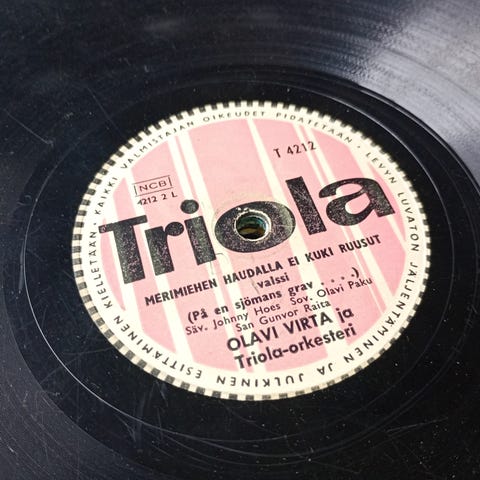 KAIKKI VALMISTAJAN OIKEUDET PIDÄTETÄÄN. LEVYN LUVATON JÄLJENTÄMINEN JA JULKINEN ESITTÄMINEN KIELLETÄÄN.
T 4212
NCB
4212 2 L
Triola
MERIMIEHEN HAUDALLA EI KUKI RUUSUT
valssi
(På en sjömans grav . . . .)
Säv. Johnny Hoes Sov. Olavi Paku
San Gunvor Raita
OLAVI VIRTA ja
Triola-orkesteri